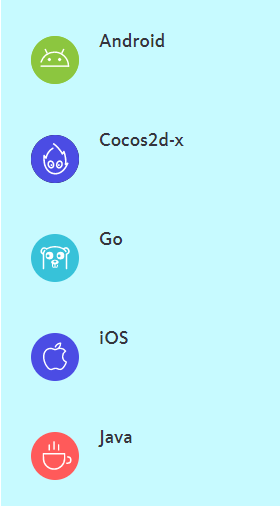 Android
Cocos2d-x
Go
iOS
Java